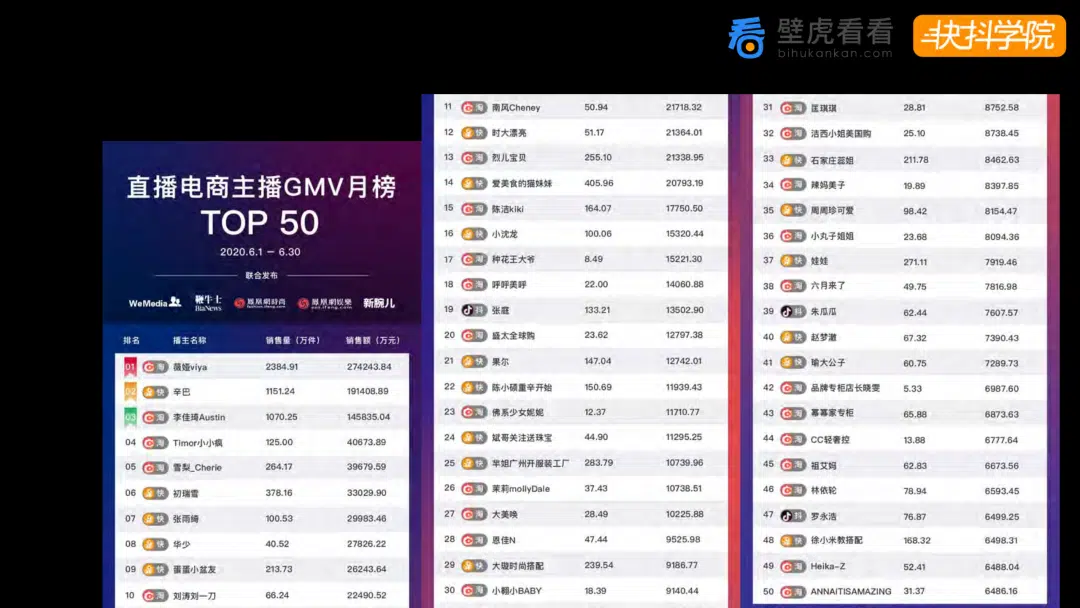 看 壁虎看看
bihukankan.com
快抖学院
直播电商主播GMV月榜
TOP 50
2020.6.1 － 6.30
联合发布
WeMedia 鞭牛士 BiaNews 鳳凰網時尚 fashion.ifeng.com 鳳凰網娛樂 ent.ifeng.com 新腕儿
排名 播主名称 销售量（万件） 销售额（万元）
01 淘 薇娅viya 2384.91 274243.84
02 快 辛巴 1151.24 191408.89
03 淘 李佳琦Austin 1070.25 145835.04
04 淘 Timor小小疯 125.00 40673.89
05 淘 雪梨_Cherie 264.17 39679.59
06 快 初瑞雪 378.16 33029.90
07 快 张雨绮 100.53 29983.46
08 快 华少 40.52 27826.22
09 快 蛋蛋小盆友 213.73 26243.64
10 淘 刘涛刘一刀 66.24 22490.52
11 淘 南风Cheney 50.94 21718.32
12 快 时大漂亮 51.17 21364.01
13 淘 烈儿宝贝 255.10 21338.95
14 快 爱美食的猫妹妹 405.96 20793.19
15 淘 陈洁kiki 164.07 17750.50
16 快 小沈龙 100.06 15320.44
17 淘 种花王大爷 8.49 15221.30
18 淘 呼呼美呼 22.00 14060.88
19 抖 张庭 133.21 13502.90
20 淘 盛太全球购 23.62 12797.38
21 快 果尔 147.04 12742.01
22 快 陈小硕重辛开始 150.69 11939.43
23 淘 佛系少女妮妮 12.37 11710.77
24 快 斌哥关注送珠宝 44.90 11295.25
25 快 芈姐广州开服装工厂 283.79 10739.96
26 淘 茉莉mollyDale 37.43 10738.51
27 淘 大美唤 28.49 10225.88
28 淘 恩佳N 47.44 9525.98
29 快 大璇时尚搭配 239.54 9186.77
30 淘 小翱小BABY 18.39 9140.44
31 淘 匡琪琪 28.81 8752.58
32 淘 洁西小姐美国购 25.10 8738.45
33 快 石家庄蕊姐 211.78 8462.63
34 淘 辣妈美子 19.89 8397.85
35 快 周周珍可爱 98.42 8154.47
36 淘 小丸子姐姐 23.68 8094.36
37 快 娃娃 271.11 7919.46
38 淘 六月来了 49.75 7816.98
39 抖 朱瓜瓜 62.44 7607.57
40 快 赵梦澈 67.32 7390.43
41 快 瑜大公子 60.75 7289.73
42 淘 品牌专柜店长晓雯 5.33 6987.60
43 淘 幂幂家专柜 65.88 6873.63
44 淘 CC轻奢控 13.88 6777.64
45 淘 祖艾妈 62.83 6673.56
46 淘 林依轮 78.94 6593.45
47 抖 罗永浩 76.87 6499.25
48 快 徐小米教搭配 168.32 6498.31
49 淘 Heika-Z 52.41 6488.04
50 淘 ANNAITISAMAZING 31.37 6486.16